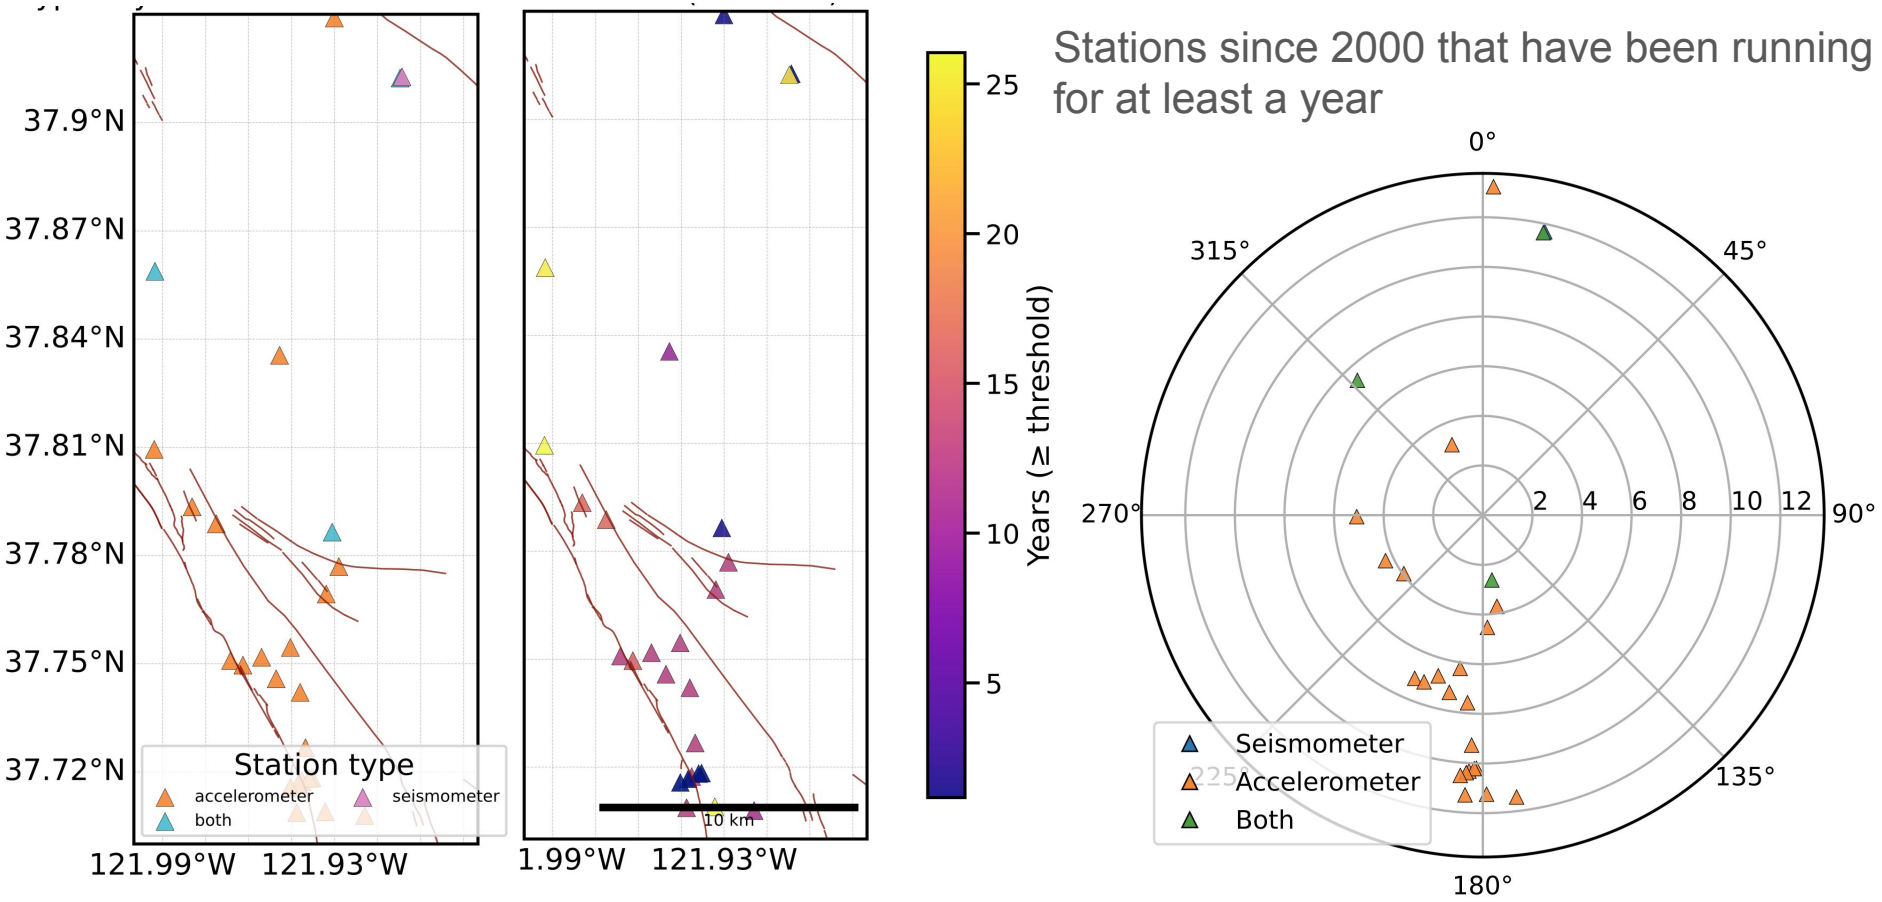 Stations since 2000 that have been running
for at least a year
37.9°N
37.87°N
37.84°N
37.81°N
37.78°N
37.75°N
37.72°N
121.99°W
121.93°W
Station type
accelerometer
seismometer
both
1.99°W
121.93°W
10 km
25
20
15
10
5
Years (≥ threshold)
0°
45°
90°
135°
180°
225°
270°
315°
2
4
6
8
10
12
Seismometer
Accelerometer
Both